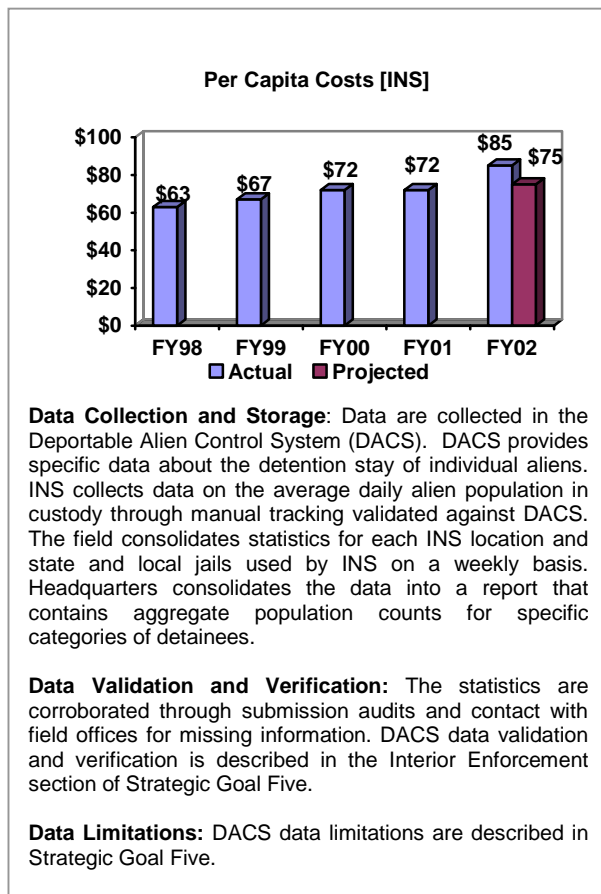 Per Capita Costs [INS]
$100
$80
$60
$40
$20
$0
$63
$67
$72
$72
$85
$75
FY98 FY99 FY00 FY01 FY02
Actual Projected
Data Collection and Storage: Data are collected in the
Deportable Alien Control System (DACS). DACS provides
specific data about the detention stay of individual aliens.
INS collects data on the average daily alien population in
custody through manual tracking validated against DACS.
The field consolidates statistics for each INS location and
state and local jails used by INS on a weekly basis.
Headquarters consolidates the data into a report that
contains aggregate population counts for specific
categories of detainees.
Data Validation and Verification: The statistics are
corroborated through submission audits and contact with
field offices for missing information. DACS data validation
and verification is described in the Interior Enforcement
section of Strategic Goal Five.
Data Limitations: DACS data limitations are described in
Strategic Goal Five.